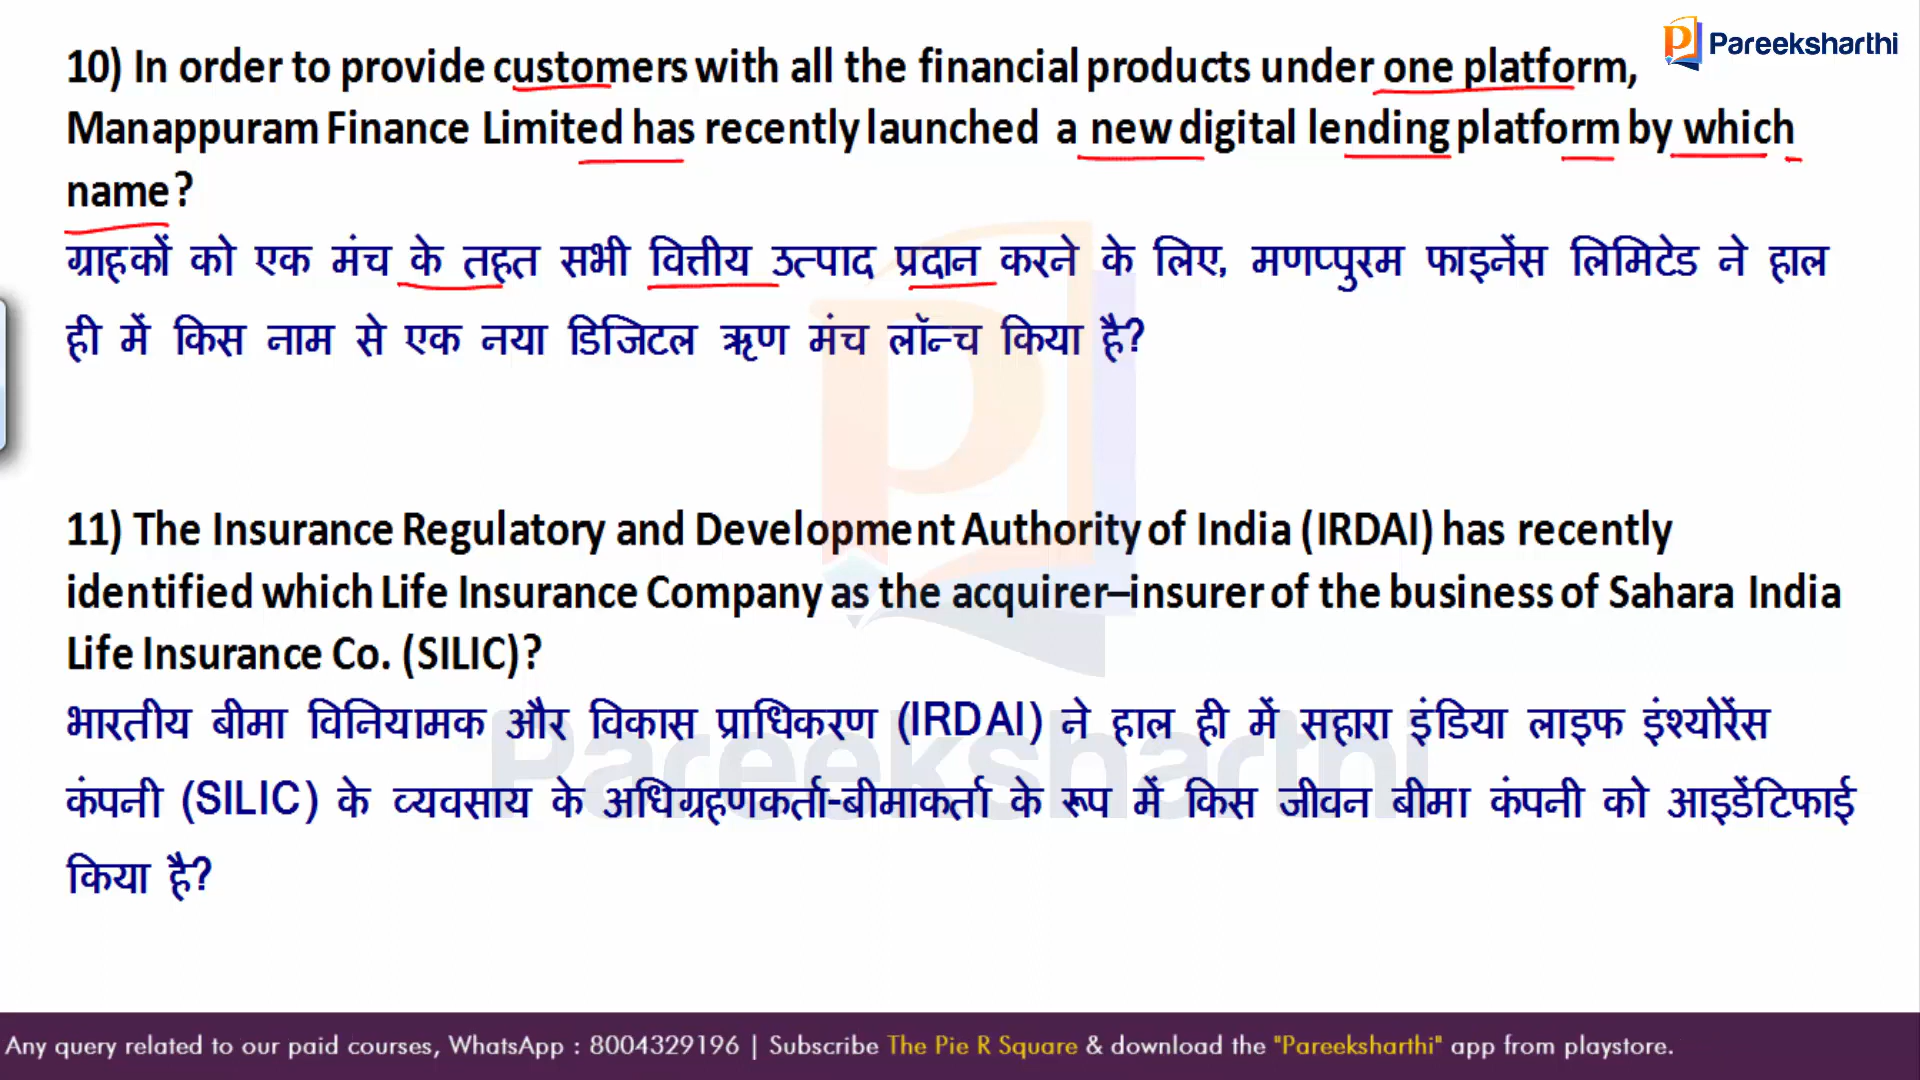 Pareeksharthi
10) In order to provide customers with all the financial products under one platform,
Manappuram Finance Limited has recently launched a new digital lending platform by which
name?
ग्राहकों को एक मंच के तहत सभी वित्तीय उत्पाद प्रदान करने के लिए, मणप्पुरम फाइनेंस लिमिटेड ने हाल
ही में किस नाम से एक नया डिजिटल ऋण मंच लॉन्च किया है?
11) The Insurance Regulatory and Development Authority of India (IRDAI) has recently
identified which Life Insurance Company as the acquirer–insurer of the business of Sahara India
Life Insurance Co. (SILIC)?
भारतीय बीमा विनियामक और विकास प्राधिकरण (IRDAI) ने हाल ही में सहारा इंडिया लाइफ इंश्योरेंस
कंपनी (SILIC) के व्यवसाय के अधिग्रहणकर्ता-बीमाकर्ता के रूप में किस जीवन बीमा कंपनी को आइडेंटिफाई
किया है?
Pareeksharthi
Any query related to our paid courses, WhatsApp : 8004329196 | Subscribe The Pie R Square & download the "Pareeksharthi" app from playstore.